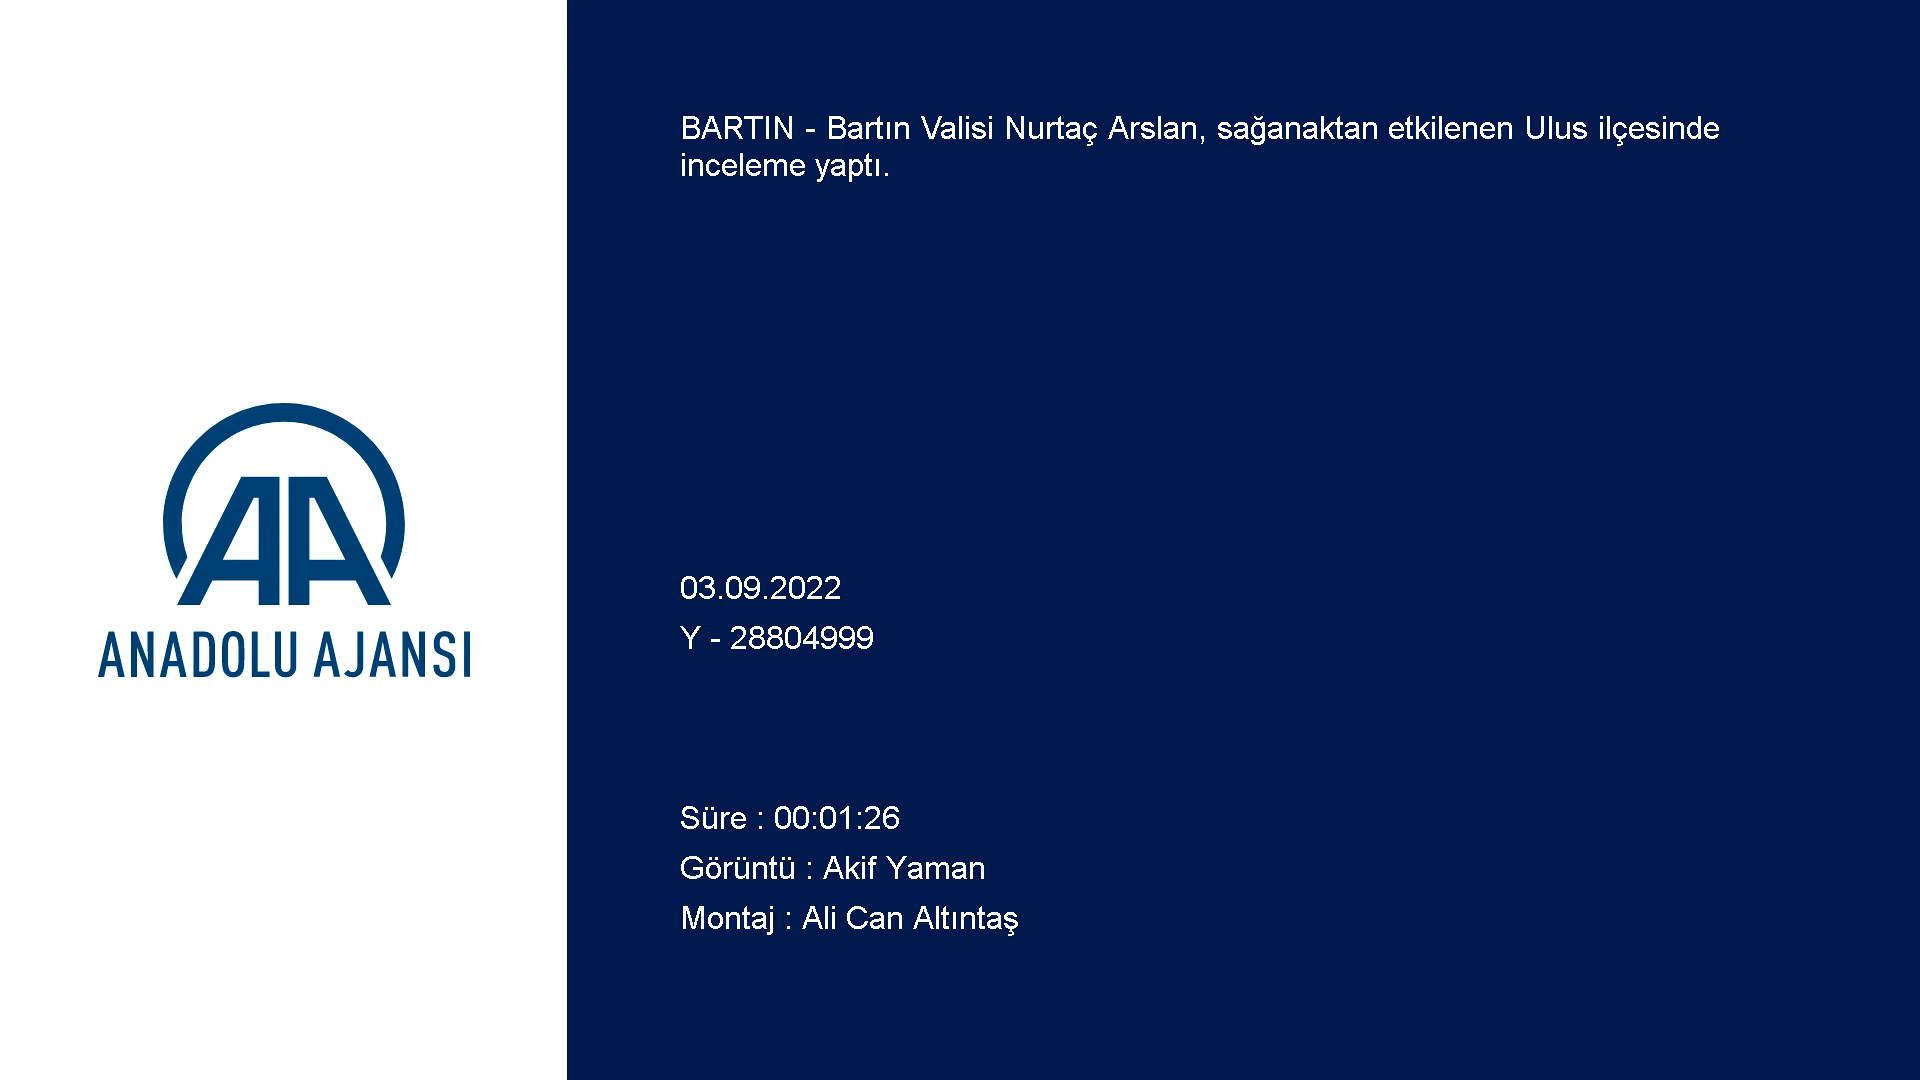 BARTIN - Bartın Valisi Nurtaç Arslan, sağanaktan etkilenen Ulus ilçesinde
inceleme yaptı.
AA
ANADOLU AJANSI
03.09.2022
Y - 28804999
Süre : 00:01:26
Görüntü : Akif Yaman
Montaj : Ali Can Altıntaş